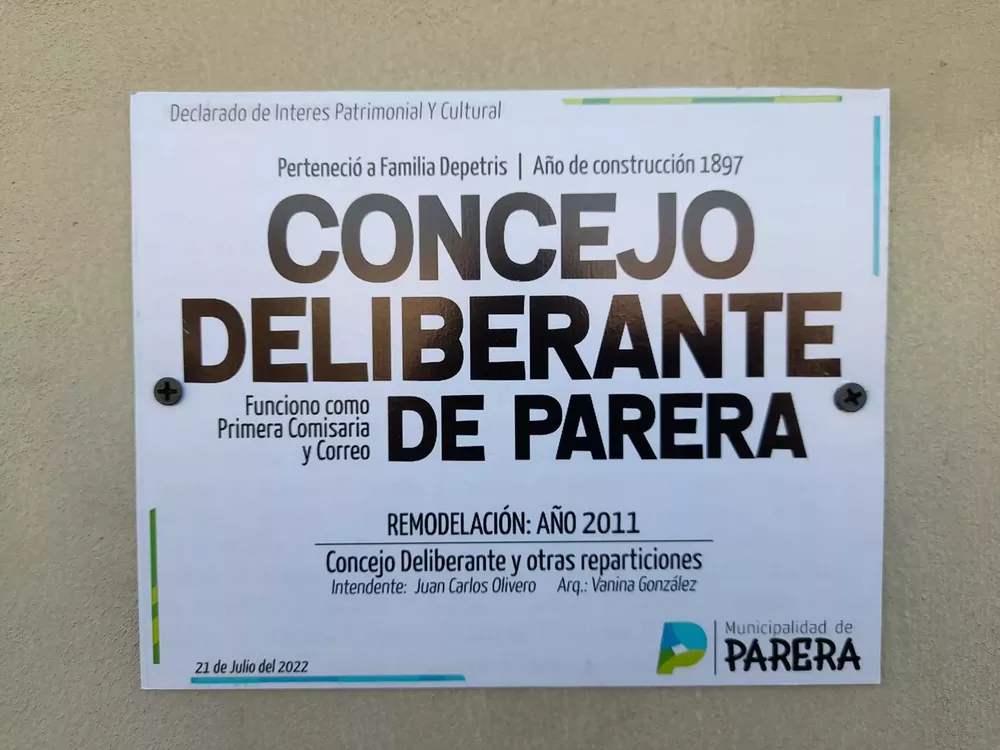 Declarado de Interes Patrimonial Y Cultural
Perteneció a Familia Depetris | Año de construcción 1897
CONCEJO
DELIBERANTE
Funciono como
Primera Comisaria
y Correo
DE PARERA
REMODELACIÓN: AÑO 2011
Concejo Deliberante y otras reparticiones
Intendente: Juan Carlos Olivero Arq.: Vanina González
21 de Julio del 2022
Municipalidad de
PARERA